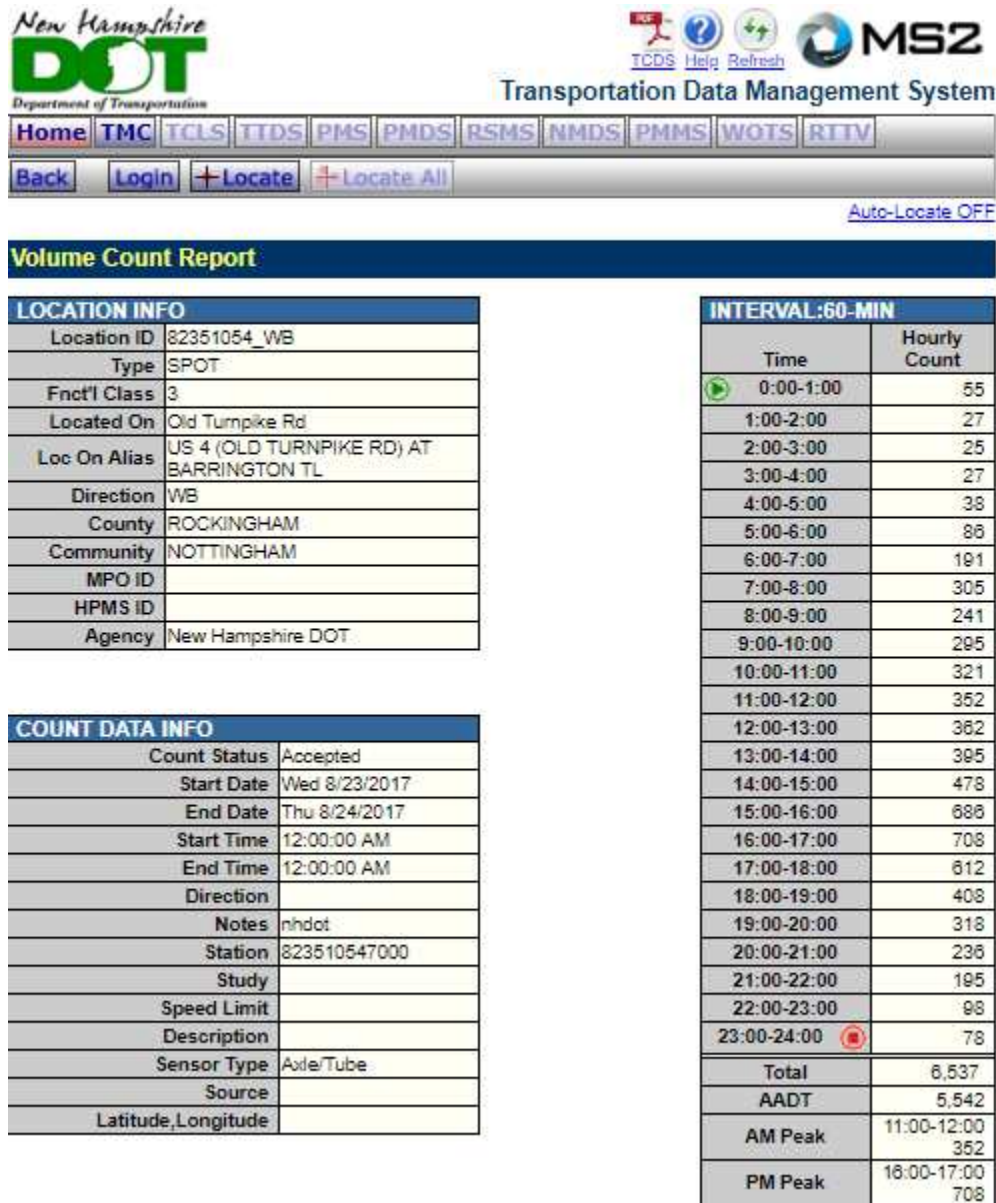 New Hampshire
DOT
Department of Transportation
PDF
TCDS Help Refresh
MS2
Transportation Data Management System
Home TMC TCLS TTDS PMS PMDS RSMS NMDS PMMS WOTS RTTV
Back Login +Locate +Locate All
Auto-Locate OFF
Volume Count Report
LOCATION INFO
Location ID 82351054_WB
Type SPOT
Fnct'l Class 3
Located On Old Turnpike Rd
Loc On Alias US 4 (OLD TURNPIKE RD) AT
BARRINGTON TL
Direction WB
County ROCKINGHAM
Community NOTTINGHAM
MPO ID
HPMS ID
Agency New Hampshire DOT
COUNT DATA INFO
Count Status Accepted
Start Date Wed 8/23/2017
End Date Thu 8/24/2017
Start Time 12:00:00 AM
End Time 12:00:00 AM
Direction
Notes nhdot
Station 823510547000
Study
Speed Limit
Description
Sensor Type Axle/Tube
Source
Latitude,Longitude
INTERVAL:60-MIN
Time Hourly
Count
0:00-1:00 55
1:00-2:00 27
2:00-3:00 25
3:00-4:00 27
4:00-5:00 38
5:00-6:00 86
6:00-7:00 191
7:00-8:00 305
8:00-9:00 241
9:00-10:00 295
10:00-11:00 321
11:00-12:00 352
12:00-13:00 362
13:00-14:00 395
14:00-15:00 478
15:00-16:00 686
16:00-17:00 708
17:00-18:00 612
18:00-19:00 408
19:00-20:00 318
20:00-21:00 236
21:00-22:00 195
22:00-23:00 98
23:00-24:00 78
Total 6,537
AADT 5,542
AM Peak 11:00-12:00
352
PM Peak 16:00-17:00
708